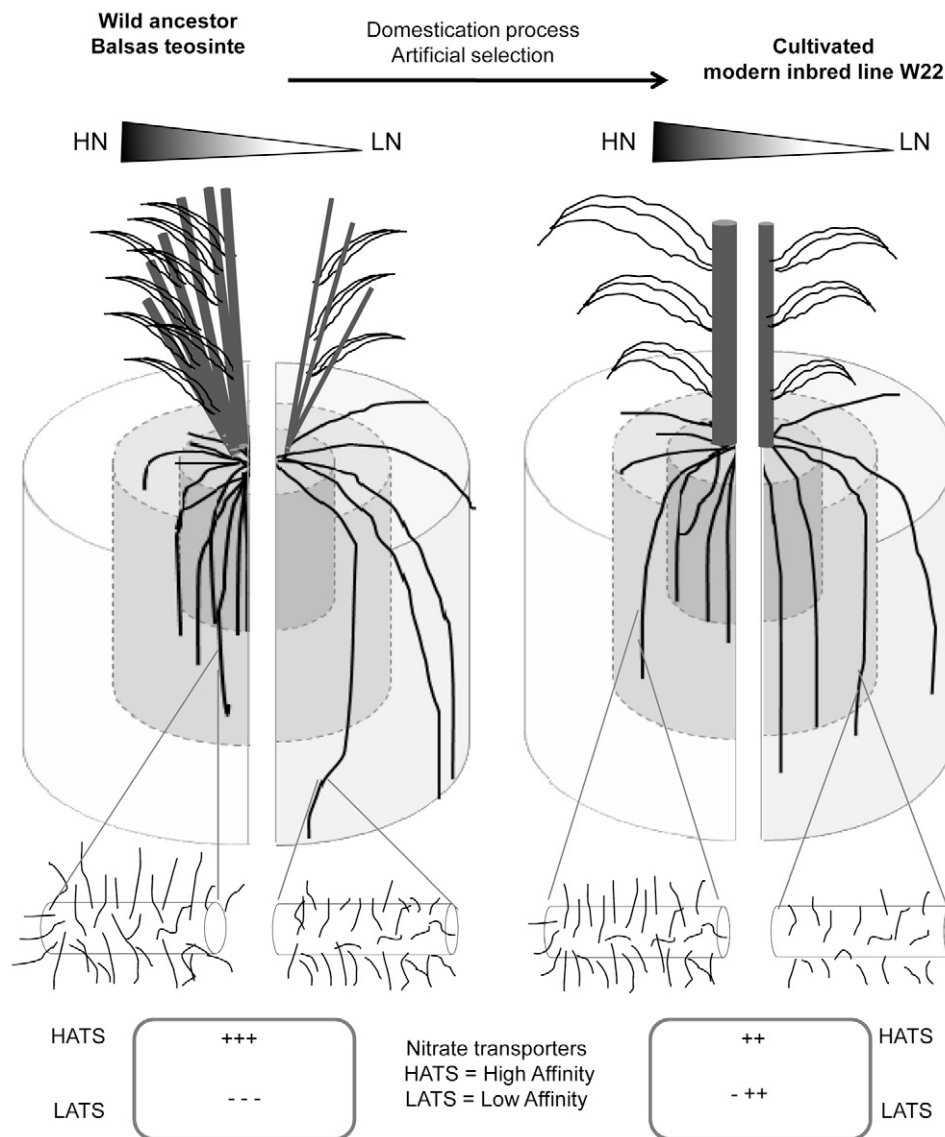 Wild ancestor
Balsas teosinte
Domestication process
Artificial selection
Cultivated
modern inbred line W22
HN
LN
HN
LN
HATS
+++
LATS
- - -
Nitrate transporters
HATS = High Affinity
LATS = Low Affinity
++
HATS
- ++
LATS